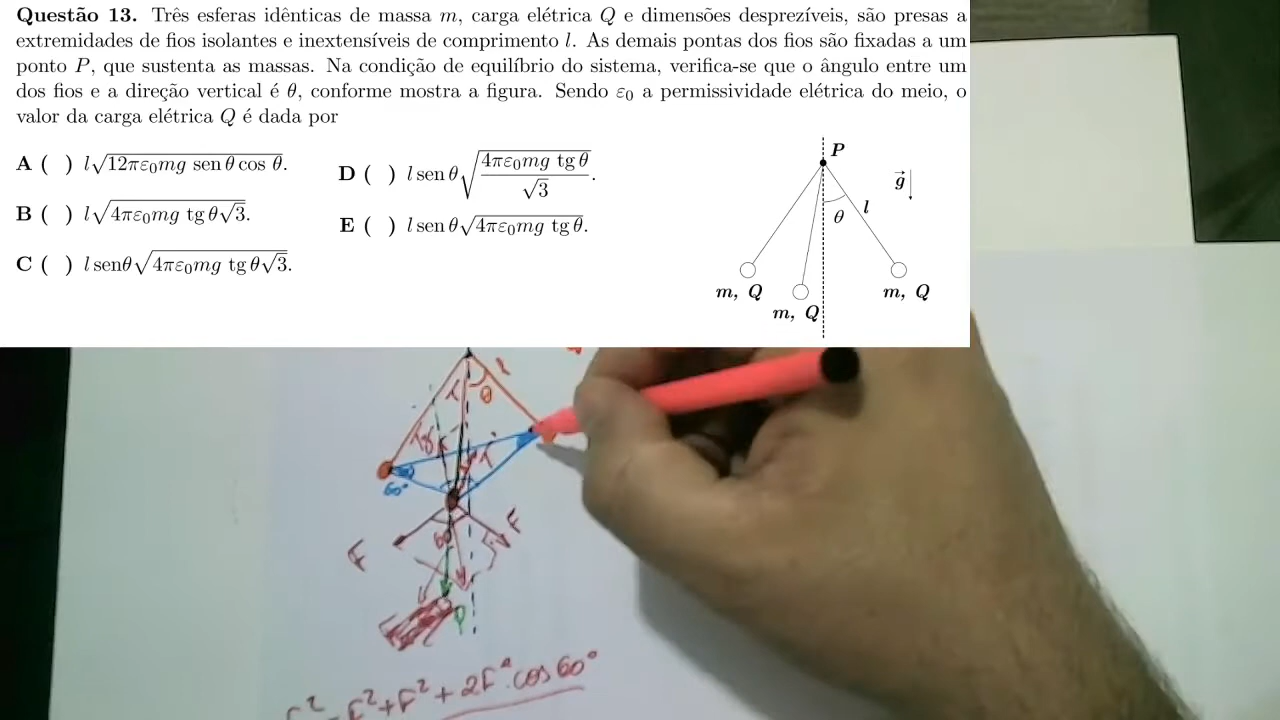 Questão 13. Três esferas idênticas de massa m, carga elétrica Q e dimensões desprezíveis, são presas a
extremidades de fios isolantes e inextensíveis de comprimento l. As demais pontas dos fios são fixadas a um
ponto P, que sustenta as massas. Na condição de equilíbrio do sistema, verifica-se que o ângulo entre um
dos fios e a direção vertical é θ, conforme mostra a figura. Sendo ε₀ a permissividade elétrica do meio, o
valor da carga elétrica Q é dada por
A ( ) l√(12πε₀mg sen θ cos θ).
B ( ) l√(4πε₀mg tg θ√3).
C ( ) l senθ√(4πε₀mg tg θ√3).
D ( ) l sen θ√(4πε₀mg tg θ/√3).
E ( ) l sen θ√(4πε₀mg tg θ).
P
g⃗
θ
l
m, Q
m, Q
m, Q
l
θ
60°
F
F
60
P
F² + F² + 2F² . cos 60°